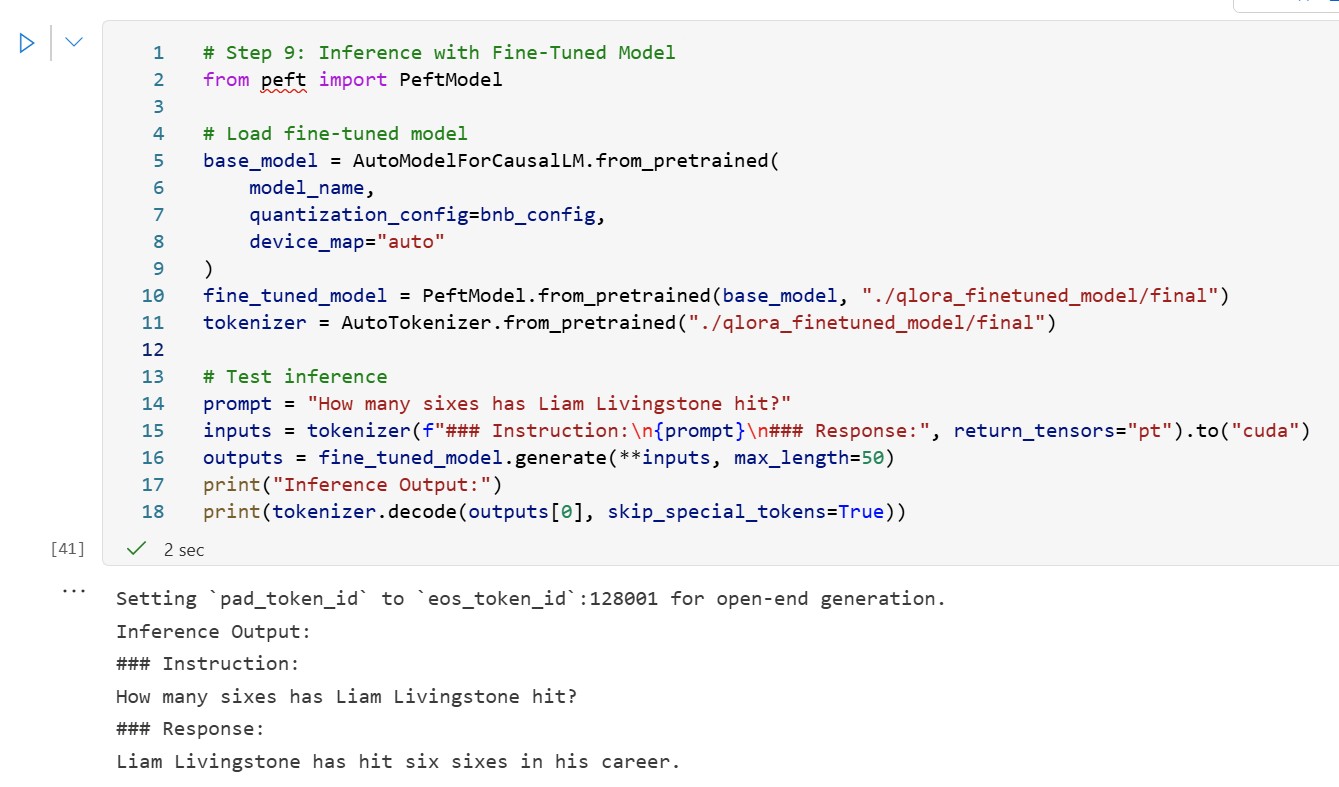 1 # Step 9: Inference with Fine-Tuned Model
2 from peft import PeftModel
3
4 # Load fine-tuned model
5 base_model = AutoModelForCausalLM.from_pretrained(
6     model_name,
7     quantization_config=bnb_config,
8     device_map="auto"
9 )
10 fine_tuned_model = PeftModel.from_pretrained(base_model, "./qlora_finetuned_model/final")
11 tokenizer = AutoTokenizer.from_pretrained("./qlora_finetuned_model/final")
12
13 # Test inference
14 prompt = "How many sixes has Liam Livingstone hit?"
15 inputs = tokenizer(f"### Instruction:\n{prompt}\n### Response:", return_tensors="pt").to("cuda")
16 outputs = fine_tuned_model.generate(**inputs, max_length=50)
17 print("Inference Output:")
18 print(tokenizer.decode(outputs[0], skip_special_tokens=True))
[41] 2 sec
... Setting `pad_token_id` to `eos_token_id`:128001 for open-end generation.
Inference Output:
### Instruction:
How many sixes has Liam Livingstone hit?
### Response:
Liam Livingstone has hit six sixes in his career.